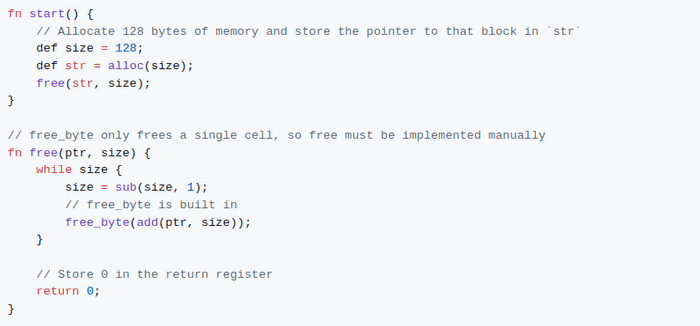 fn start() {
    // Allocate 128 bytes of memory and store the pointer to that block in `str`
    def size = 128;
    def str = alloc(size);
    free(str, size);
}

// free_byte only frees a single cell, so free must be implemented manually
fn free(ptr, size) {
    while size {
        size = sub(size, 1);
        // free_byte is built in
        free_byte(add(ptr, size));
    }

    // Store 0 in the return register
    return 0;
}